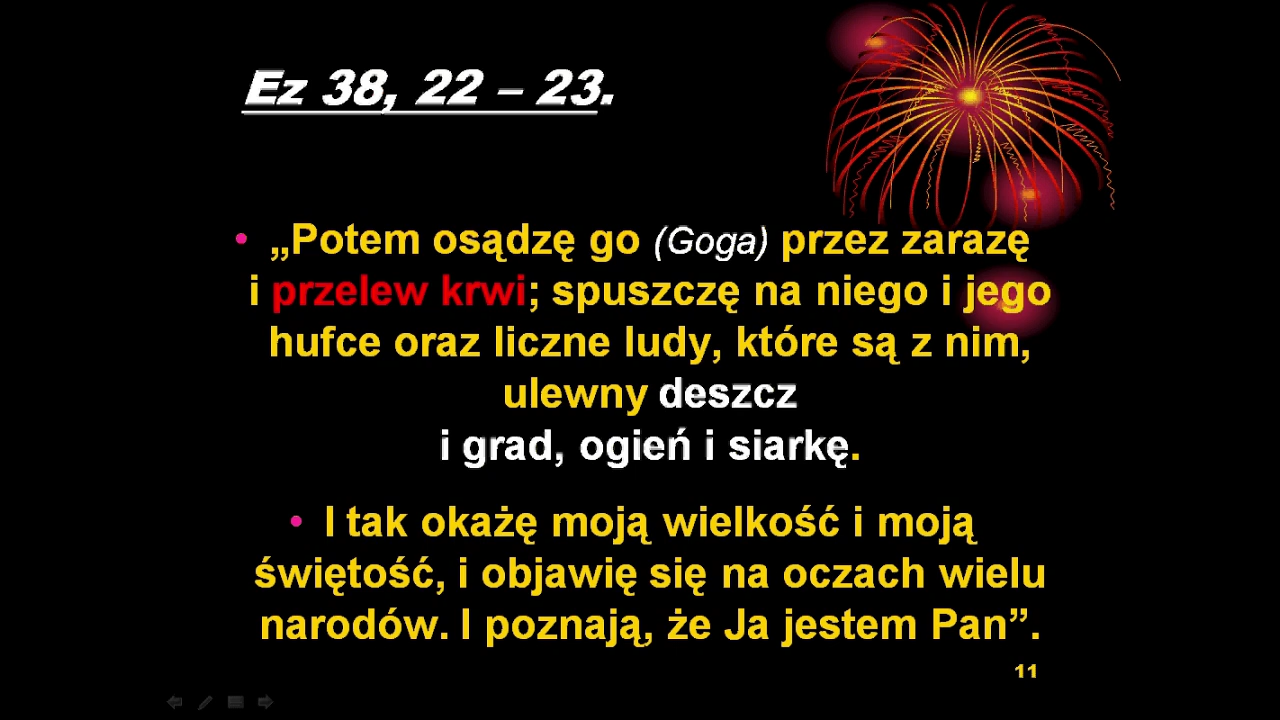 Ez 38, 22 – 23.
• „Potem osądzę go (Goga) przez zarazę
i przelew krwi; spuszczę na niego i jego
hufce oraz liczne ludy, które są z nim,
ulewny deszcz
i grad, ogień i siarkę.
• I tak okażę moją wielkość i moją
świętość, i objawię się na oczach wielu
narodów. I poznają, że Ja jestem Pan”.
11